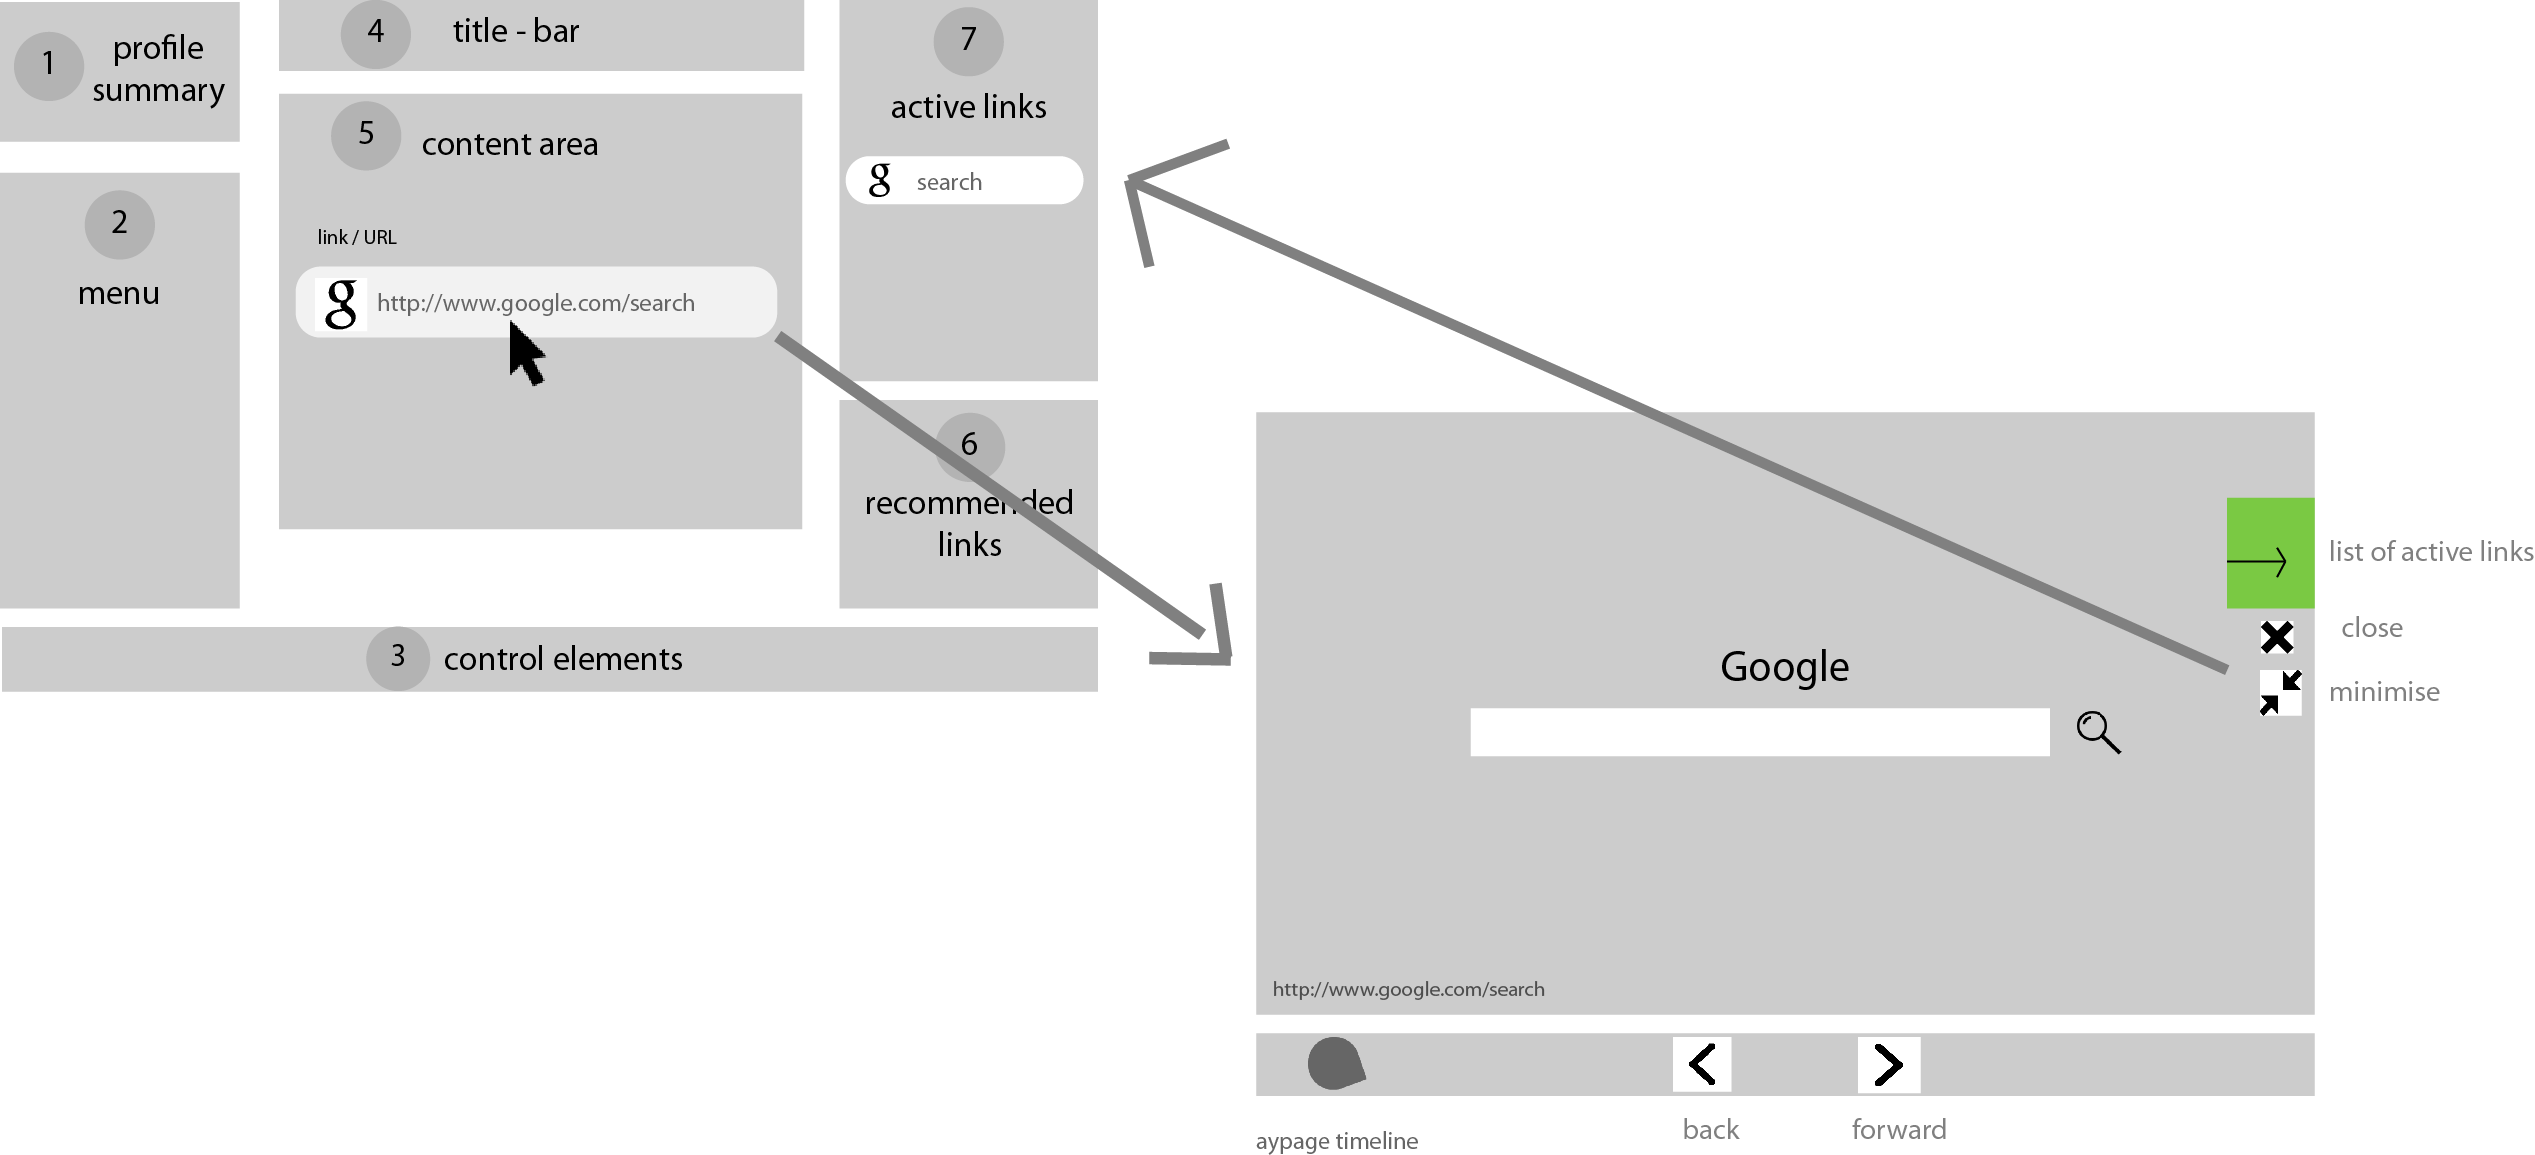 1
profile
summary
2
menu
4
title - bar
5
content area
link / URL
g
http://www.google.com/search
7
active links
g
search
6
recommended
links
3
control elements
list of active links
close
minimise
Google
http://www.google.com/search
aypage timeline
back
forward